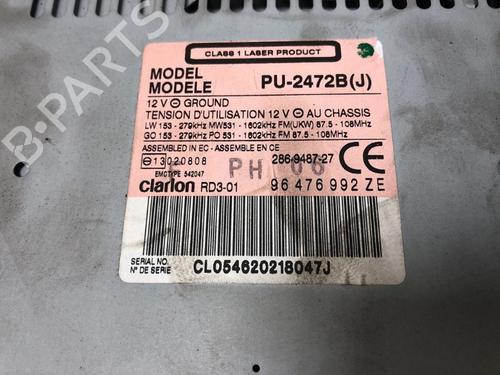 CLASS 1 LASER PRODUCT
MODEL
MODELE
PU-2472B(J)
12 V ⊖ GROUND
TENSION D'UTILISATION 12 V ⊖ AU CHASSIS
LW 153 - 279kHz MW531 - 1602kHz FM(UKW) 87.5 - 108MHz
GO 153 - 279kHz PO 531 - 1602kHz FM 87.5 - 108MHz
ASSEMBLED IN EC - ASSEMBLE EN CE
13020808
286-9487-27
CE
EMCTYPE 542047
PH 06
clarion RD3-01
96 476 992 ZE
SERIAL NO.
N° DE SERIE
CL054620218047J
B-PARTS